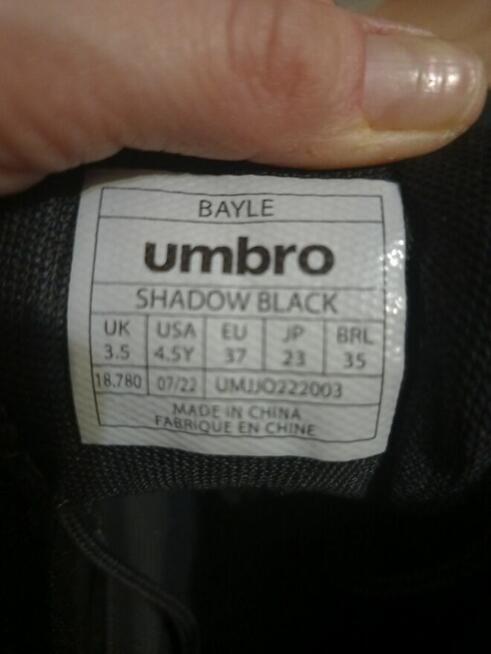 BAYLE
umbro
SHADOW BLACK
UK USA EU JP BRL
3.5 4.5Y 37 23 35
18.780 07/22 UMJJO222003
MADE IN CHINA
FABRIQUE EN CHINE